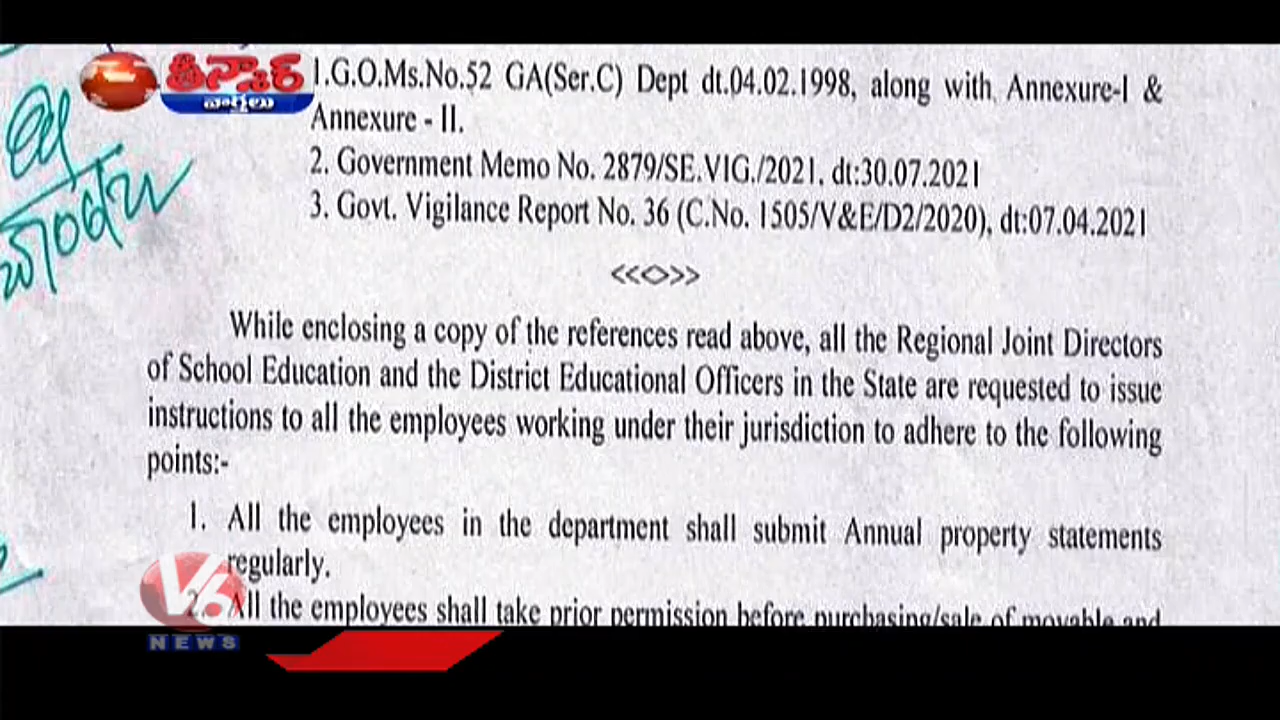 తీన్మార్
వార్తలు
1.G.O.Ms.No.52 GA(Ser.C) Dept dt.04.02.1998, along with Annexure-I &
Annexure - II.
2. Government Memo No. 2879/SE.VIG./2021, dt:30.07.2021
3. Govt. Vigilance Report No. 36 (C.No. 1505/V&E/D2/2020), dt:07.04.2021
<<<>>>
While enclosing a copy of the references read above, all the Regional Joint Directors
of School Education and the District Educational Officers in the State are requested to issue
instructions to all the employees working under their jurisdiction to adhere to the following
points:-
1. All the employees in the department shall submit Annual property statements
regularly.
2. All the employees shall take prior permission before purchasing/sale of movable and
V6
NEWS